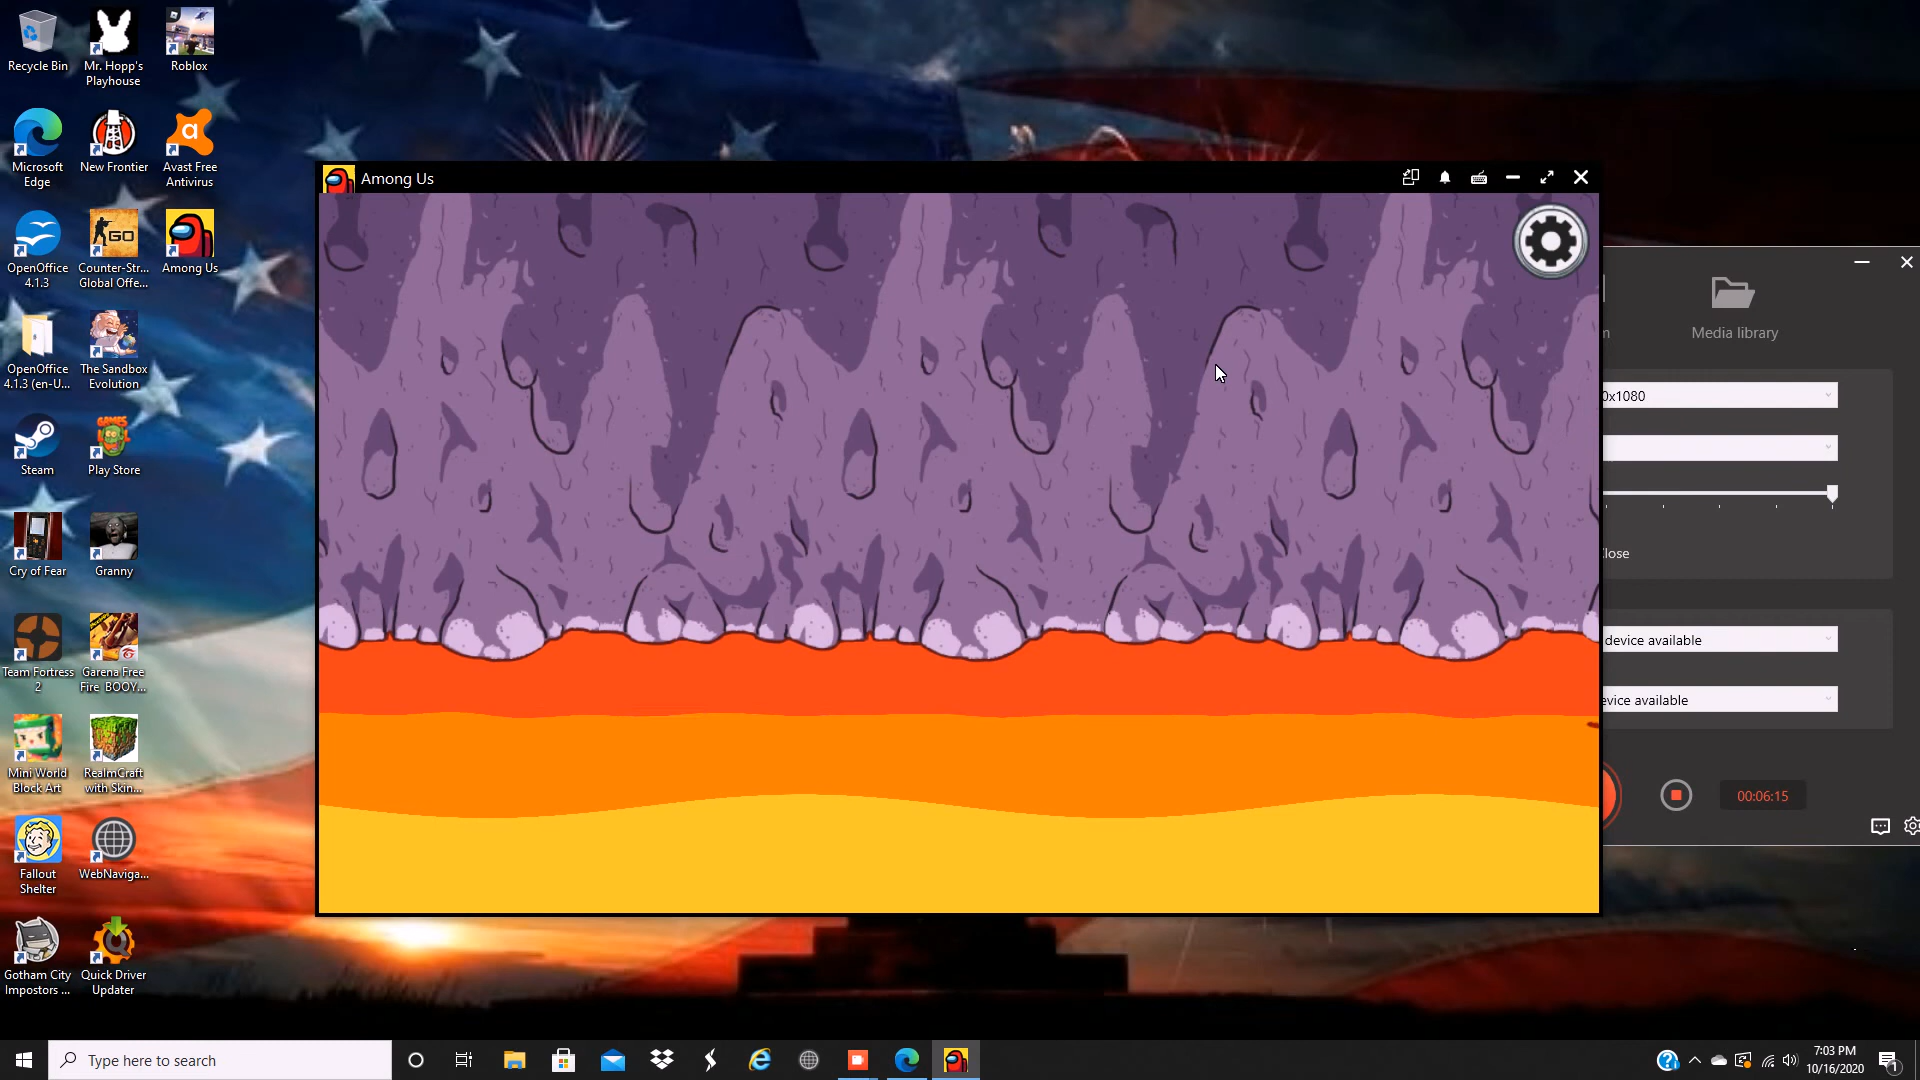 Recycle Bin
Mr. Hopp's
Playhouse
Roblox
Microsoft
Edge
New Frontier
Avast Free
Antivirus
OpenOffice
4.1.3
Counter-Str...
Global Offe...
Among Us
OpenOffice
4.1.3 (en-U...
The Sandbox
Evolution
Steam
Play Store
Cry of Fear
Granny
Team Fortress
2
Garena Free
Fire BOOY...
Mini World
Block Art
RealmCraft
with Skin...
Fallout
Shelter
WebNaviga...
Gotham City
Impostors ...
Quick Driver
Updater
GO
Among Us
Media library
0x1080
lose
device available
evice available
00:06:15
Type here to search
7:03 PM
10/16/2020
1